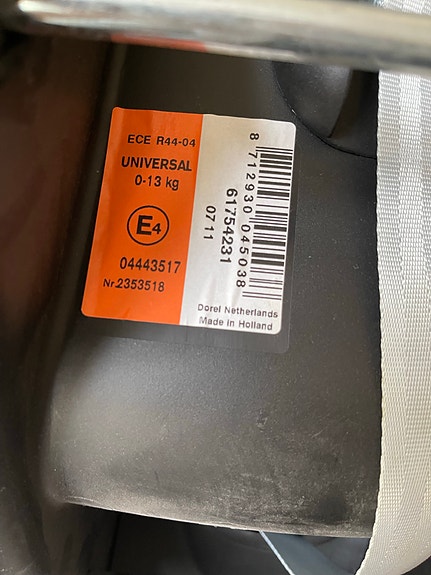 ECE R44-04
UNIVERSAL
0-13 kg
E4
04443517
Nr.2353518
8 712930 045038
61754231
07 11
Dorel Netherlands
Made in Holland